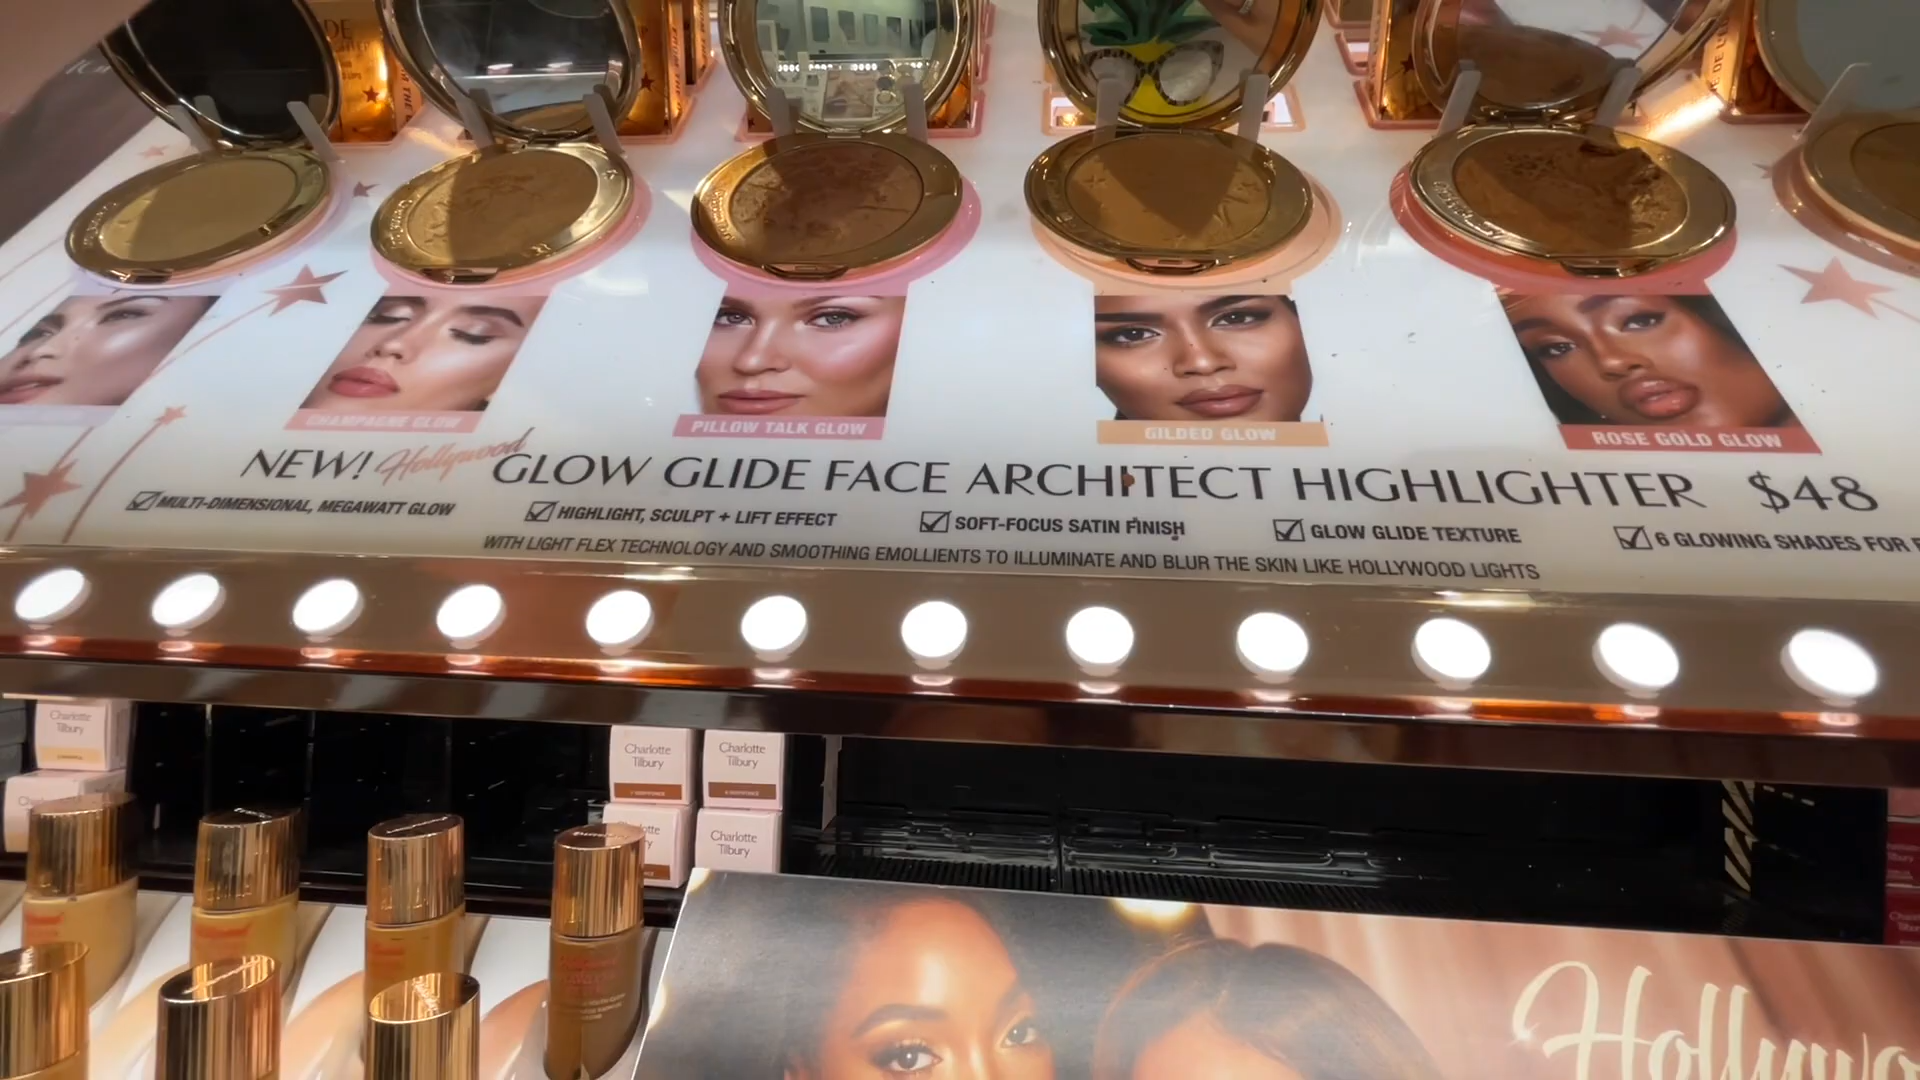 CHAMPAGNE GLOW
PILLOW TALK GLOW
GILDED GLOW
ROSE GOLD GLOW
NEW! Hollywood GLOW GLIDE FACE ARCHITECT HIGHLIGHTER $48
MULTI-DIMENSIONAL, MEGAWATT GLOW
HIGHLIGHT, SCULPT + LIFT EFFECT
SOFT-FOCUS SATIN FINISH
GLOW GLIDE TEXTURE
6 GLOWING SHADES FOR
WITH LIGHT FLEX TECHNOLOGY AND SMOOTHING EMOLLIENTS TO ILLUMINATE AND BLUR THE SKIN LIKE HOLLYWOOD LIGHTS
Charlotte
Tilbury
Charlotte
Tilbury
Charlotte
Tilbury
Charlotte
Tilbury
Hollywo